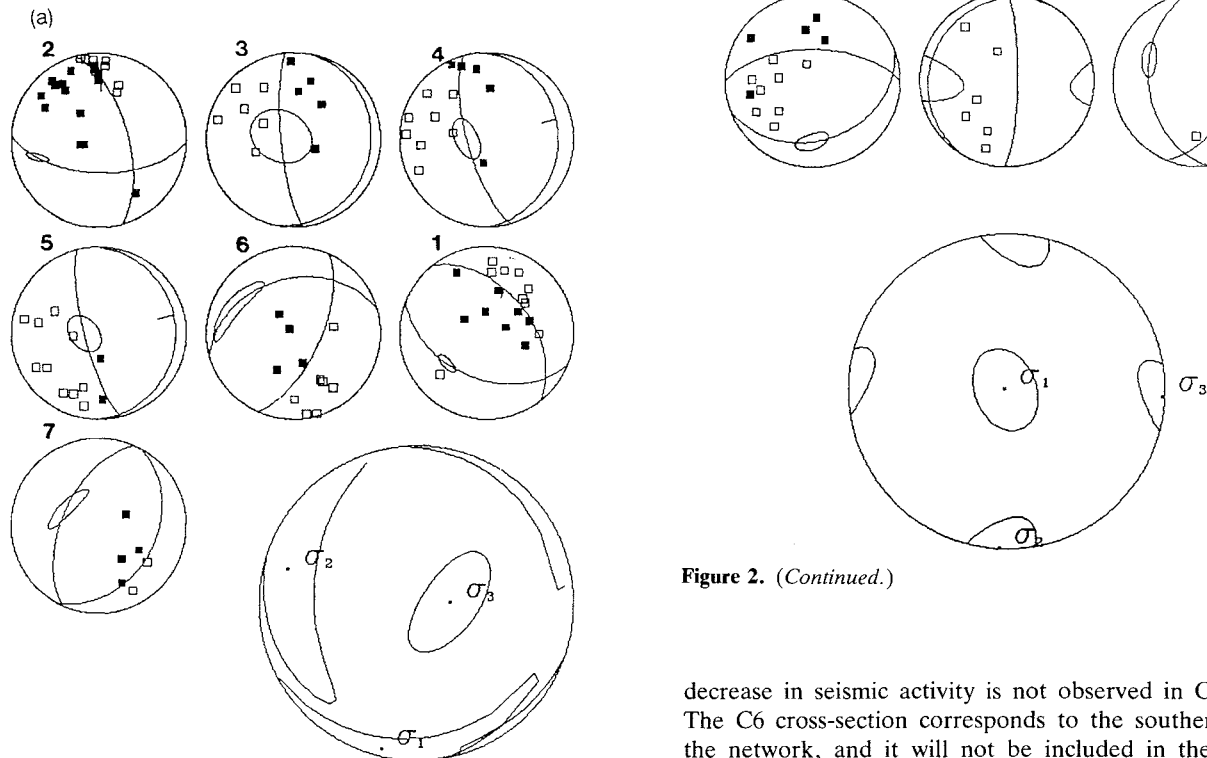 (a)
2 3 4
5 6 1
7
σ₂
σ₃
σ₁
σ₁
σ₃
σ₂
Figure 2. (Continued.)
decrease in seismic activity is not observed in C
The C6 cross-section corresponds to the souther
the network, and it will not be included in the